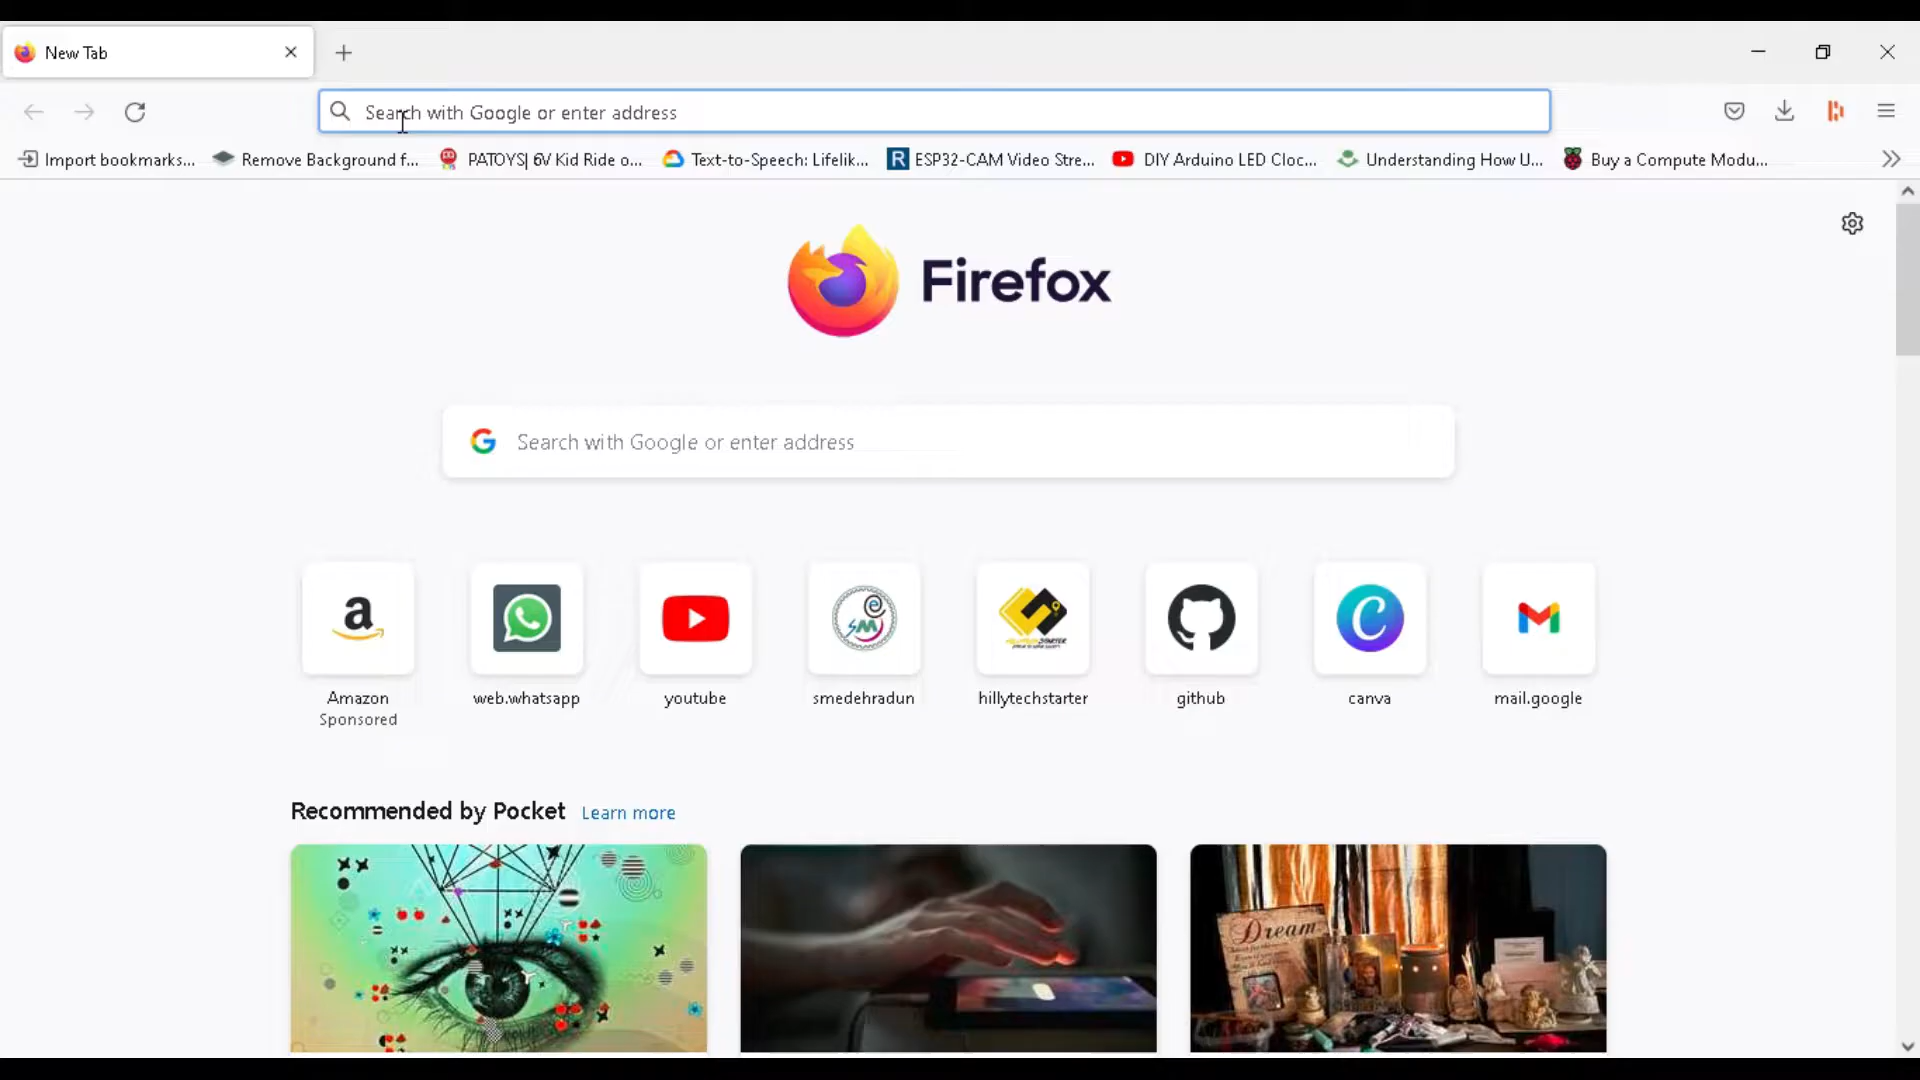 New Tab
Search with Google or enter address
Import bookmarks... Remove Background f... PATOYS| 6V Kid Ride o... Text-to-Speech: Lifelik... ESP32-CAM Video Stre... DIY Arduino LED Cloc... Understanding How U... Buy a Compute Modu...
Firefox
Search with Google or enter address
Amazon web.whatsapp youtube smedehradun hillytechstarter github canva mail.google
Sponsored
Recommended by Pocket Learn more
Dream